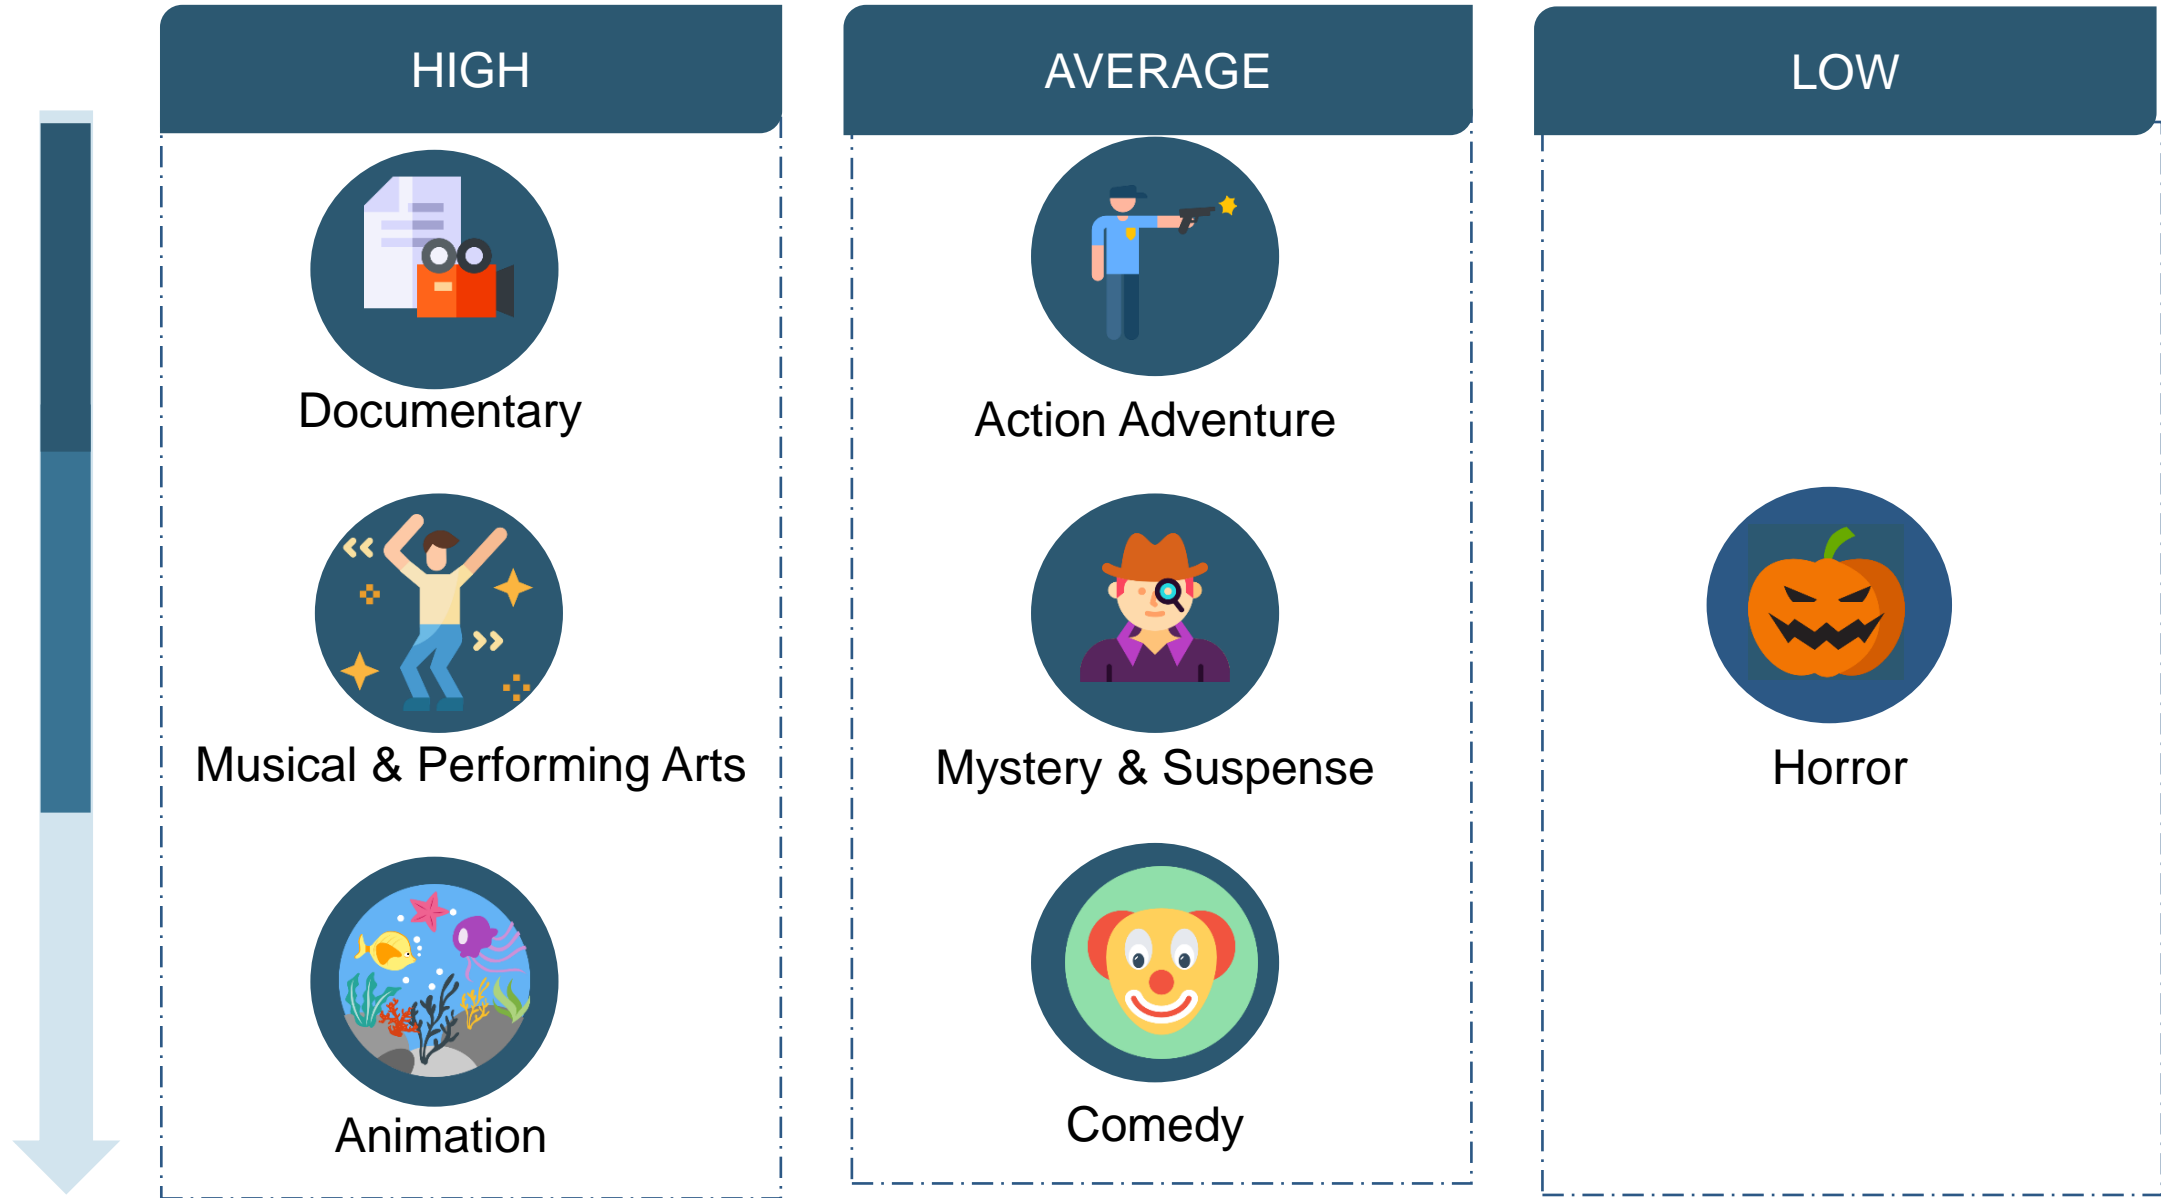 HIGH
AVERAGE
LOW
Documentary
Action Adventure
Musical & Performing Arts
Mystery & Suspense
Horror
Animation
Comedy